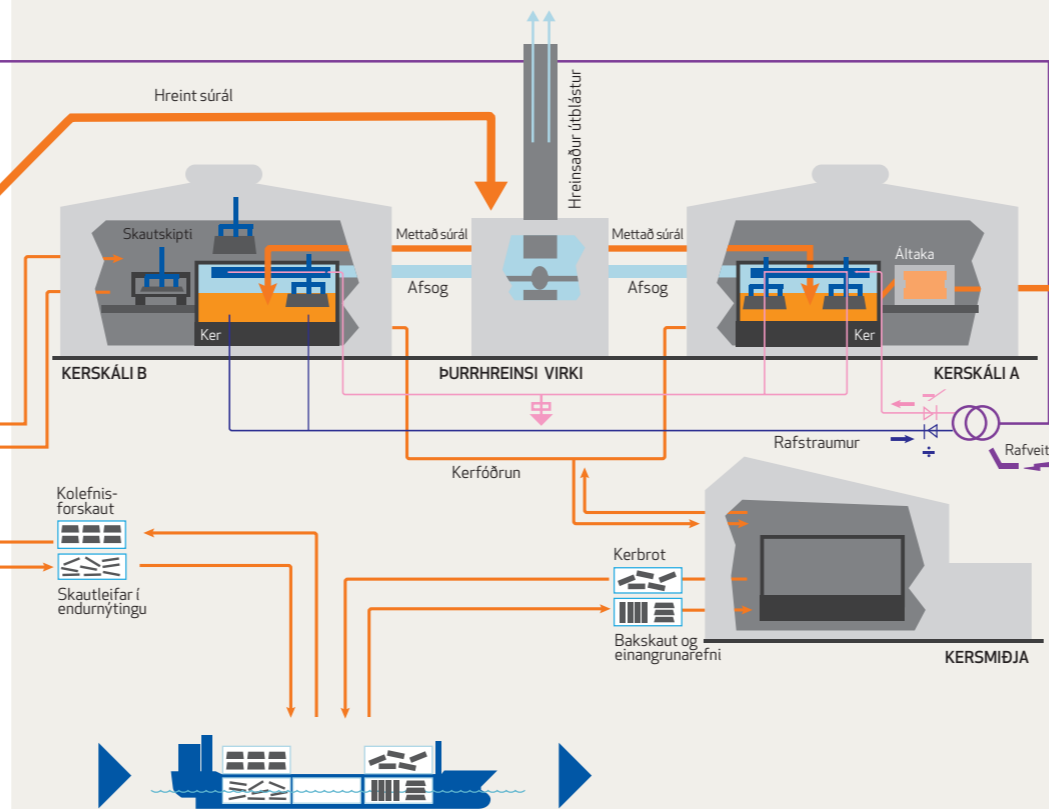 Hreint súrál
Hreinsaður útblástur
Skautskipti
Mettað súrál
Mettað súrál
Áltaka
Afsog
Afsog
Ker
Ker
KERSKÁLI B
ÞURRHREINSI VIRKI
KERSKÁLI A
Rafstraumur
÷
Rafveit
Kerfóðrun
Kolefnis-
forskaut
Skautleifar í
endurnýtingu
Kerbrot
Bakskaut og
einangrunarefni
KERSMIÐJA